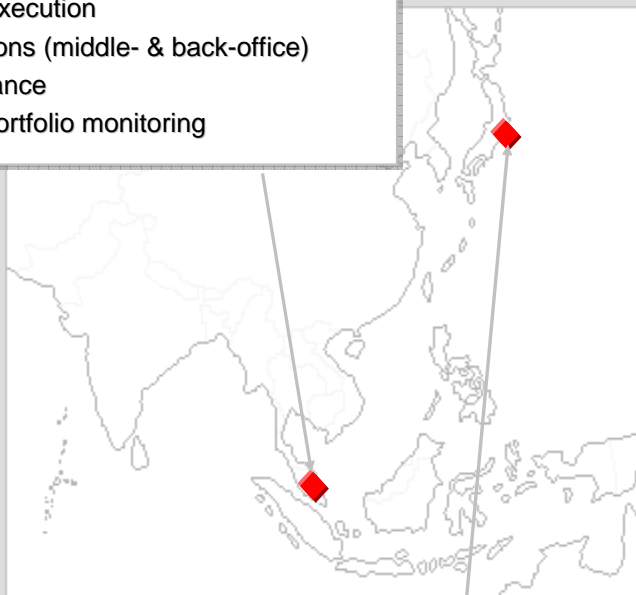 xecution
ons (middle- & back-office)
ance
ortfolio monitoring